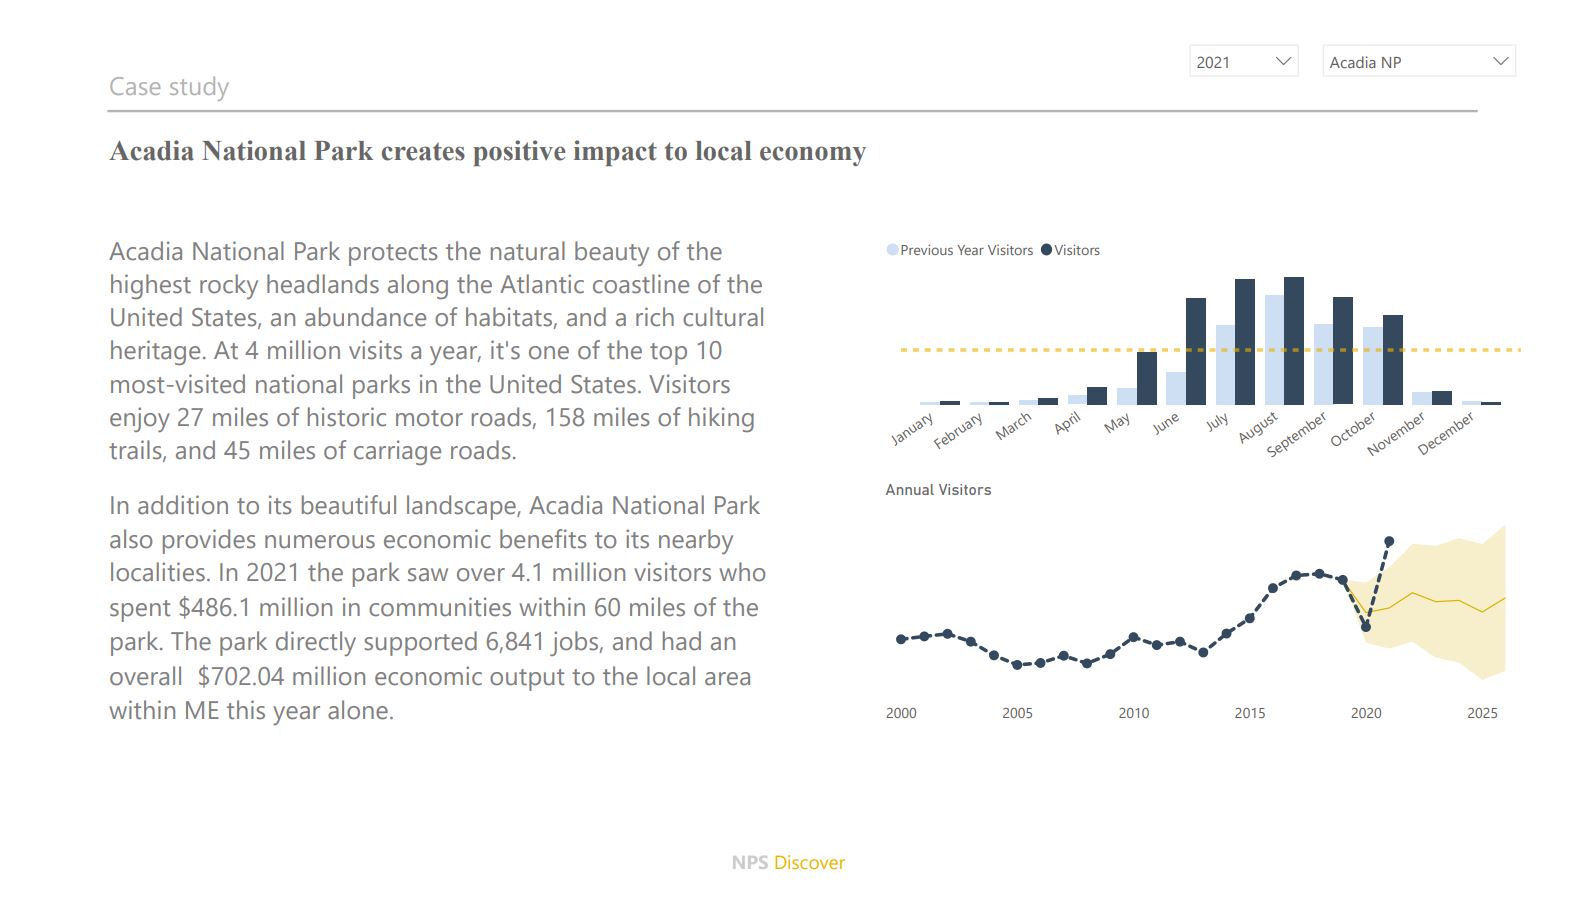 2021
Acadia NP
Case study
Acadia National Park creates positive impact to local economy
Acadia National Park protects the natural beauty of the
highest rocky headlands along the Atlantic coastline of the
United States, an abundance of habitats, and a rich cultural
heritage. At 4 million visits a year, it's one of the top 10
most-visited national parks in the United States. Visitors
enjoy 27 miles of historic motor roads, 158 miles of hiking
trails, and 45 miles of carriage roads.
In addition to its beautiful landscape, Acadia National Park
also provides numerous economic benefits to its nearby
localities. In 2021 the park saw over 4.1 million visitors who
spent $486.1 million in communities within 60 miles of the
park. The park directly supported 6,841 jobs, and had an
overall  $702.04 million economic output to the local area
within ME this year alone.
Previous Year Visitors Visitors
January February March April May June July August September October November December
Annual Visitors
2000 2005 2010 2015 2020 2025
NPS Discover